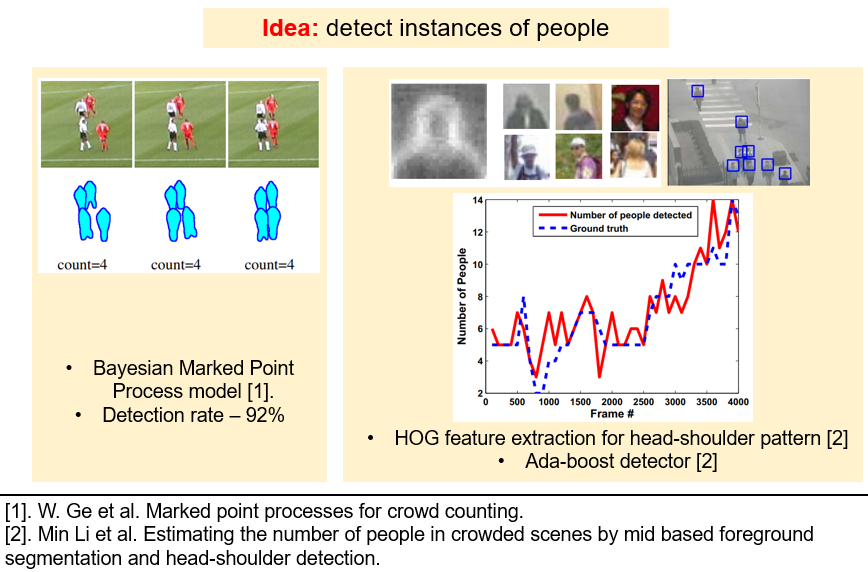 Idea: detect instances of people
count=4 count=4 count=4
• Bayesian Marked Point
Process model [1].
• Detection rate – 92%
14
12
10
8
6
4
2
Number of People
Number of people detected
Ground truth
0 500 1000 1500 2000 2500 3000 3500 4000
Frame #
• HOG feature extraction for head-shoulder pattern [2]
• Ada-boost detector [2]
[1]. W. Ge et al. Marked point processes for crowd counting.
[2]. Min Li et al. Estimating the number of people in crowded scenes by mid based foreground
segmentation and head-shoulder detection.